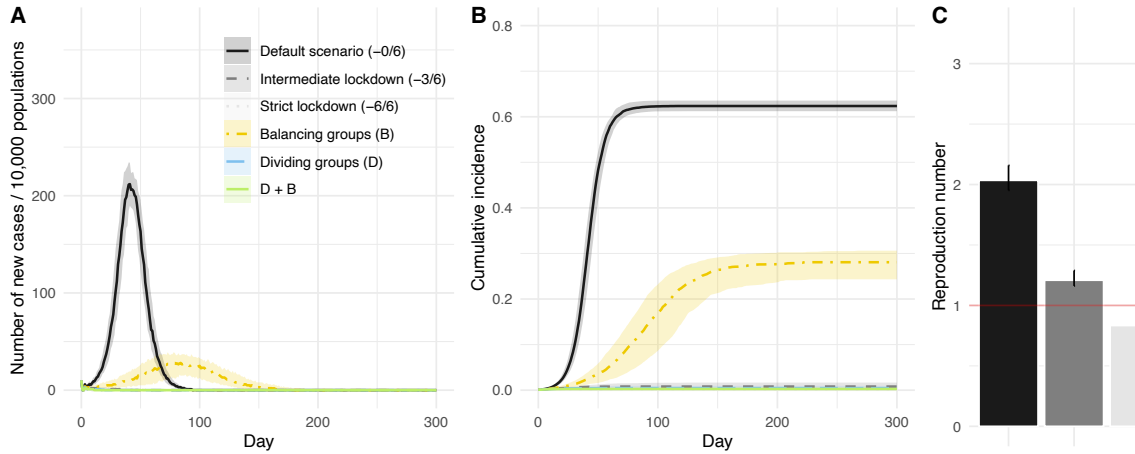 A
Number of new cases / 10,000 populations
300
200
100
0
Default scenario (−0/6)
Intermediate lockdown (−3/6)
Strict lockdown (−6/6)
Balancing groups (B)
Dividing groups (D)
D + B
0
100
200
300
Day
B
Cumulative incidence
0.8
0.6
0.4
0.2
0.0
0
100
200
300
Day
C
Reproduction number
3
2
1
0